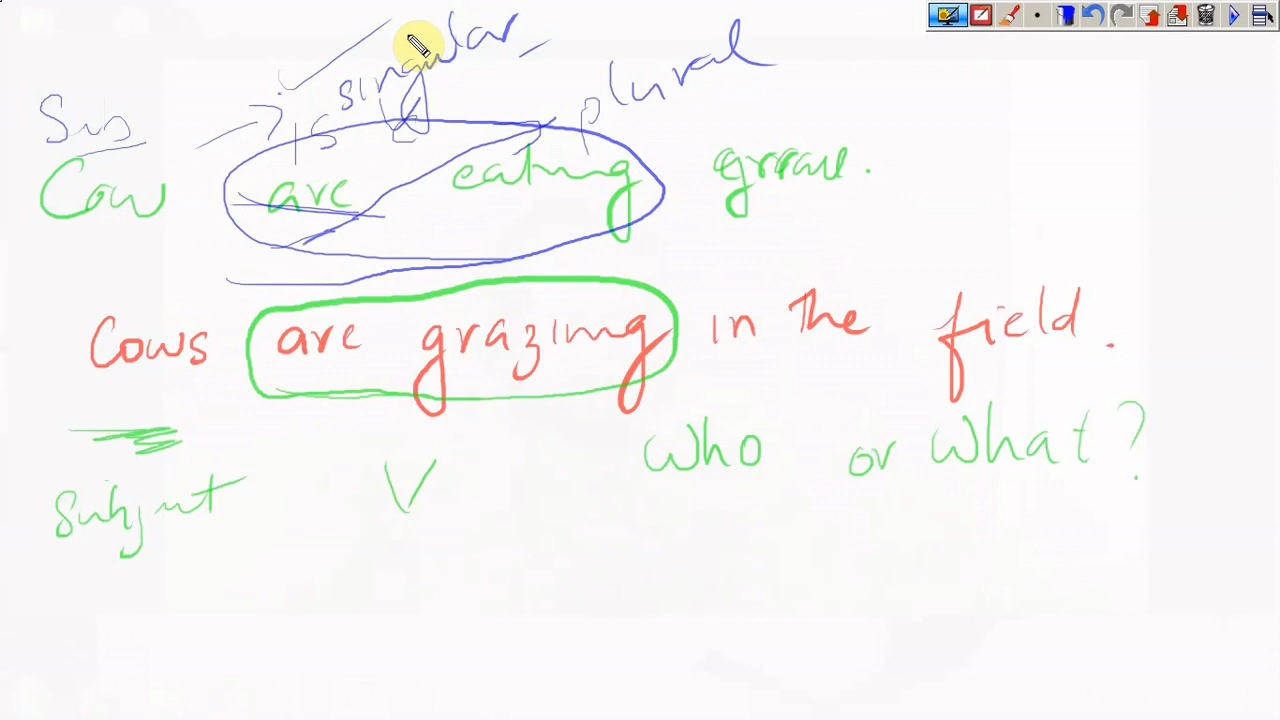 singular
plural
Sub is
Cow are eating grass.
Cows are grazing in the field.
who or what?
Subject V